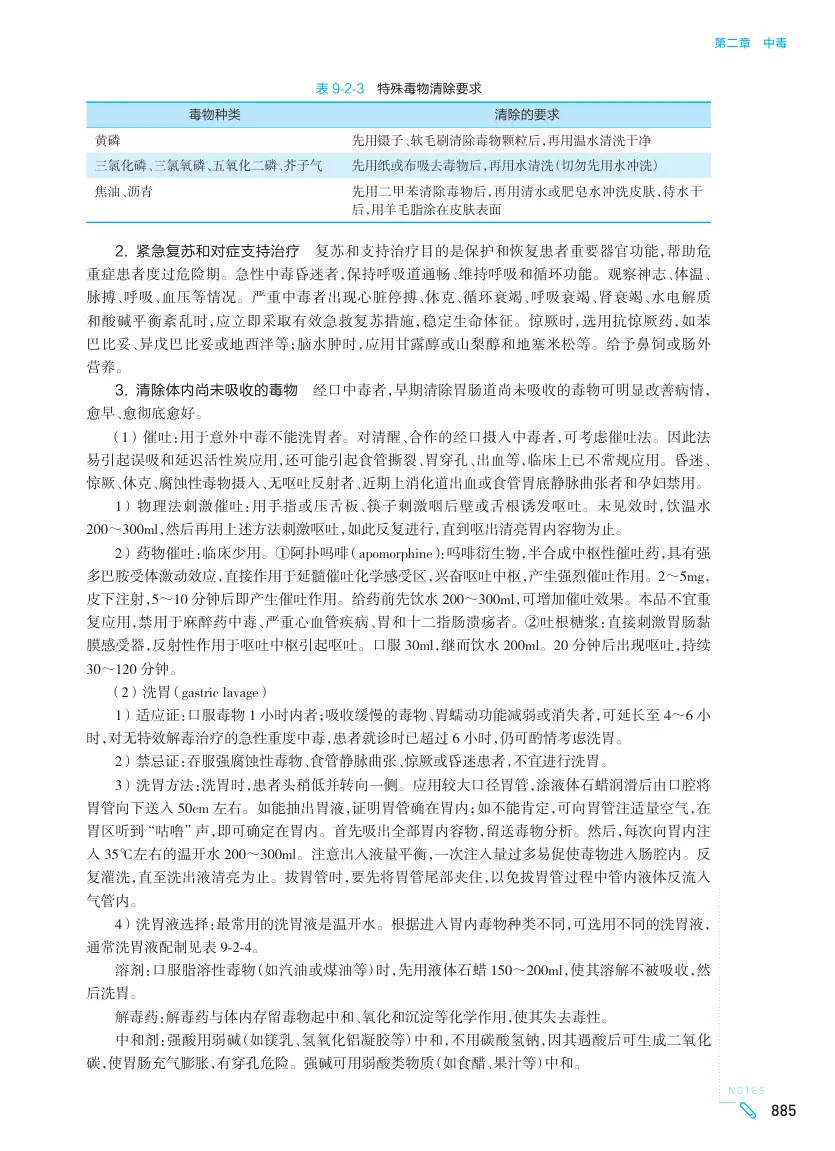 第二章　中毒
表 9-2-3　特殊毒物清除要求
毒物种类　清除的要求
黄磷　先用镊子、软毛刷清除毒物颗粒后,再用温水清洗干净
三氯化磷、三氯氧磷、五氧化二磷、芥子气　先用纸或布吸去毒物后,再用水清洗(切勿先用水冲洗)
焦油、沥青　先用二甲苯清除毒物后,再用清水或肥皂水冲洗皮肤,待水干
后,用羊毛脂涂在皮肤表面
2. 紧急复苏和对症支持治疗　复苏和支持治疗目的是保护和恢复患者重要器官功能,帮助危
重症患者度过危险期。急性中毒昏迷者,保持呼吸道通畅、维持呼吸和循环功能。观察神志、体温、
脉搏、呼吸、血压等情况。严重中毒者出现心脏停搏、休克、循环衰竭、呼吸衰竭、肾衰竭、水电解质
和酸碱平衡紊乱时,应立即采取有效急救复苏措施,稳定生命体征。惊厥时,选用抗惊厥药,如苯
巴比妥、异戊巴比妥或地西泮等;脑水肿时,应用甘露醇或山梨醇和地塞米松等。给予鼻饲或肠外
营养。
3. 清除体内尚未吸收的毒物　经口中毒者,早期清除胃肠道尚未吸收的毒物可明显改善病情,
愈早、愈彻底愈好。
(1)催吐:用于意外中毒不能洗胃者。对清醒、合作的经口摄入中毒者,可考虑催吐法。因此法
易引起误吸和延迟活性炭应用,还可能引起食管撕裂、胃穿孔、出血等,临床上已不常规应用。昏迷、
惊厥、休克、腐蚀性毒物摄入、无呕吐反射者、近期上消化道出血或食管胃底静脉曲张者和孕妇禁用。
1)物理法刺激催吐:用手指或压舌板、筷子刺激咽后壁或舌根诱发呕吐。未见效时,饮温水
200～300ml,然后再用上述方法刺激呕吐,如此反复进行,直到呕出清亮胃内容物为止。
2)药物催吐:临床少用。①阿扑吗啡(apomorphine):吗啡衍生物,半合成中枢性催吐药,具有强
多巴胺受体激动效应,直接作用于延髓催吐化学感受区,兴奋呕吐中枢,产生强烈催吐作用。2～5mg,
皮下注射,5～10 分钟后即产生催吐作用。给药前先饮水 200～300ml,可增加催吐效果。本品不宜重
复应用,禁用于麻醉药中毒、严重心血管疾病、胃和十二指肠溃疡者。②吐根糖浆:直接刺激胃肠黏
膜感受器,反射性作用于呕吐中枢引起呕吐。口服 30ml,继而饮水 200ml。20 分钟后出现呕吐,持续
30～120 分钟。
(2)洗胃(gastric lavage)
1)适应证:口服毒物 1 小时内者;吸收缓慢的毒物、胃蠕动功能减弱或消失者,可延长至 4～6 小
时,对无特效解毒治疗的急性重度中毒,患者就诊时已超过 6 小时,仍可酌情考虑洗胃。
2)禁忌证:吞服强腐蚀性毒物、食管静脉曲张、惊厥或昏迷患者,不宜进行洗胃。
3)洗胃方法:洗胃时,患者头稍低并转向一侧。应用较大口径胃管,涂液体石蜡润滑后由口腔将
胃管向下送入 50cm 左右。如能抽出胃液,证明胃管确在胃内;如不能肯定,可向胃管注适量空气,在
胃区听到“咕噜”声,即可确定在胃内。首先吸出全部胃内容物,留送毒物分析。然后,每次向胃内注
入 35℃左右的温开水 200～300ml。注意出入液量平衡,一次注入量过多易促使毒物进入肠腔内。反
复灌洗,直至洗出液清亮为止。拔胃管时,要先将胃管尾部夹住,以免拔胃管过程中管内液体反流入
气管内。
4)洗胃液选择:最常用的洗胃液是温开水。根据进入胃内毒物种类不同,可选用不同的洗胃液,
通常洗胃液配制见表 9-2-4。
溶剂:口服脂溶性毒物(如汽油或煤油等)时,先用液体石蜡 150～200ml,使其溶解不被吸收,然
后洗胃。
解毒药:解毒药与体内存留毒物起中和、氧化和沉淀等化学作用,使其失去毒性。
中和剂:强酸用弱碱(如镁乳、氢氧化铝凝胶等)中和,不用碳酸氢钠,因其遇酸后可生成二氧化
碳,使胃肠充气膨胀,有穿孔危险。强碱可用弱酸类物质(如食醋、果汁等)中和。
NOTES
885